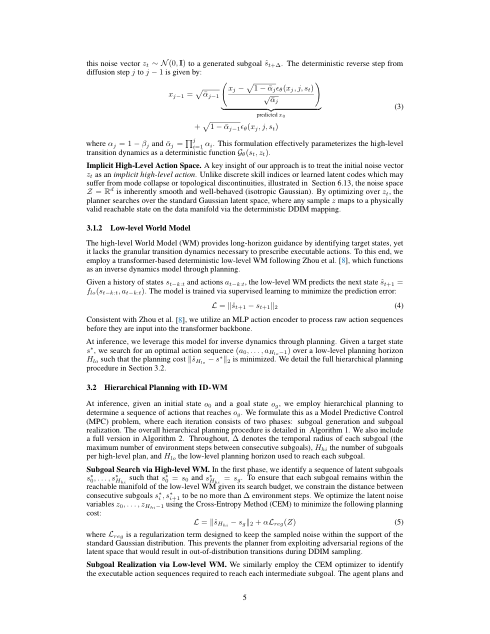 this noise vector z_t ∼ N(0, I) to a generated subgoal ŝ_{t+Δ}. The deterministic reverse step from
diffusion step j to j − 1 is given by:
x_{j−1} = √ᾱ_{j−1} ( (x_j − √(1 − ᾱ_j) ε_θ(x_j, j, s_t)) / √ᾱ_j )
predicted x_0
(3)
+ √(1 − ᾱ_{j−1}) ε_θ(x_j, j, s_t)
where α_j = 1 − β_j and ᾱ_j = ∏_{i=1}^{j} α_i. This formulation effectively parameterizes the high-level
transition dynamics as a deterministic function G_θ(s_t, z_t).
Implicit High-Level Action Space. A key insight of our approach is to treat the initial noise vector
z_t as an implicit high-level action. Unlike discrete skill indices or learned latent codes which may
suffer from mode collapse or topological discontinuities, illustrated in Section 6.13, the noise space
Z = R^d is inherently smooth and well-behaved (isotropic Gaussian). By optimizing over z_t, the
planner searches over the standard Gaussian latent space, where any sample z maps to a physically
valid reachable state on the data manifold via the deterministic DDIM mapping.
3.1.2 Low-level World Model
The high-level World Model (WM) provides long-horizon guidance by identifying target states, yet
it lacks the granular transition dynamics necessary to prescribe executable actions. To this end, we
employ a transformer-based deterministic low-level WM following Zhou et al. [8], which functions
as an inverse dynamics model through planning.
Given a history of states s_{t−k:t} and actions a_{t−k:t}, the low-level WM predicts the next state ŝ_{t+1} =
f_{lo}(s_{t−k:t}, a_{t−k:t}). The model is trained via supervised learning to minimize the prediction error:
L = ||ŝ_{t+1} − s_{t+1}||_2 (4)
Consistent with Zhou et al. [8], we utilize an MLP action encoder to process raw action sequences
before they are input into the transformer backbone.
At inference, we leverage this model for inverse dynamics through planning. Given a target state
s*, we search for an optimal action sequence (a_0, . . . , a_{H_{lo}−1}) over a low-level planning horizon
H_{lo} such that the planning cost ||ŝ_{H_{lo}} − s*||_2 is minimized. We detail the full hierarchical planning
procedure in Section 3.2.
3.2 Hierarchical Planning with ID-WM
At inference, given an initial state o_0 and a goal state o_g, we employ hierarchical planning to
determine a sequence of actions that reaches o_g. We formulate this as a Model Predictive Control
(MPC) problem, where each iteration consists of two phases: subgoal generation and subgoal
realization. The overall hierarchical planning procedure is detailed in Algorithm 1. We also include
a full version in Algorithm 2. Throughout, Δ denotes the temporal radius of each subgoal (the
maximum number of environment steps between consecutive subgoals), H_{hi} the number of subgoals
per high-level plan, and H_{lo} the low-level planning horizon used to reach each subgoal.
Subgoal Search via High-level WM. In the first phase, we identify a sequence of latent subgoals
s*_0, . . . , s*_{H_{hi}} such that s*_0 = s_0 and s*_{H_{hi}} = s_g. To ensure that each subgoal remains within the
reachable manifold of the low-level WM given its search budget, we constrain the distance between
consecutive subgoals s*_i, s*_{i+1} to be no more than Δ environment steps. We optimize the latent noise
variables z_0, . . . , z_{H_{hi}−1} using the Cross-Entropy Method (CEM) to minimize the following planning
cost:
L = ||ŝ_{H_{hi}} − s_g||_2 + αL_{reg}(Z) (5)
where L_{reg} is a regularization term designed to keep the sampled noise within the support of the
standard Gaussian distribution. This prevents the planner from exploiting adversarial regions of the
latent space that would result in out-of-distribution transitions during DDIM sampling.
Subgoal Realization via Low-level WM. We similarly employ the CEM optimizer to identify
the executable action sequences required to reach each intermediate subgoal. The agent plans and
5